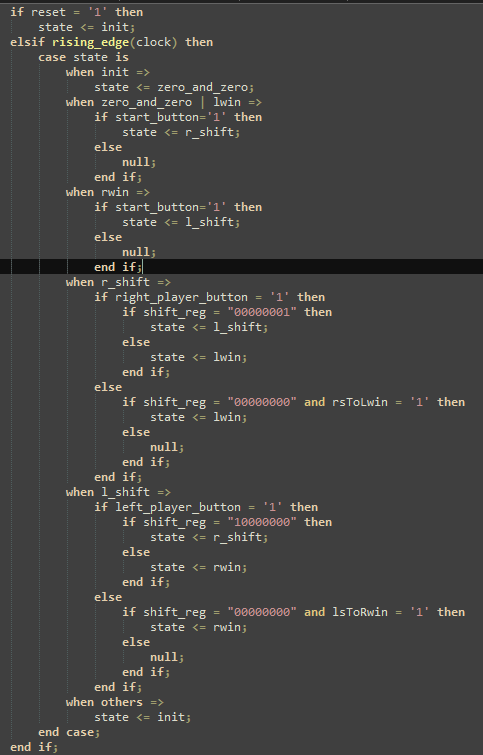 if reset = '1' then
    state <= init;
elsif rising_edge(clock) then
    case state is
        when init =>
            state <= zero_and_zero;
        when zero_and_zero | lwin =>
            if start_button='1' then
                state <= r_shift;
            else
                null;
            end if;
        when rwin =>
            if start_button='1' then
                state <= l_shift;
            else
                null;
            end if;
        when r_shift =>
            if right_player_button = '1' then
                if shift_reg = "00000001" then
                    state <= l_shift;
                else
                    state <= lwin;
                end if;
            else
                if shift_reg = "00000000" and rsToLwin = '1' then
                    state <= lwin;
                else
                    null;
                end if;
            end if;
        when l_shift =>
            if left_player_button = '1' then
                if shift_reg = "10000000" then
                    state <= r_shift;
                else
                    state <= rwin;
                end if;
            else
                if shift_reg = "00000000" and lsToRwin = '1' then
                    state <= rwin;
                else
                    null;
                end if;
            end if;
        when others =>
            state <= init;
    end case;
end if;